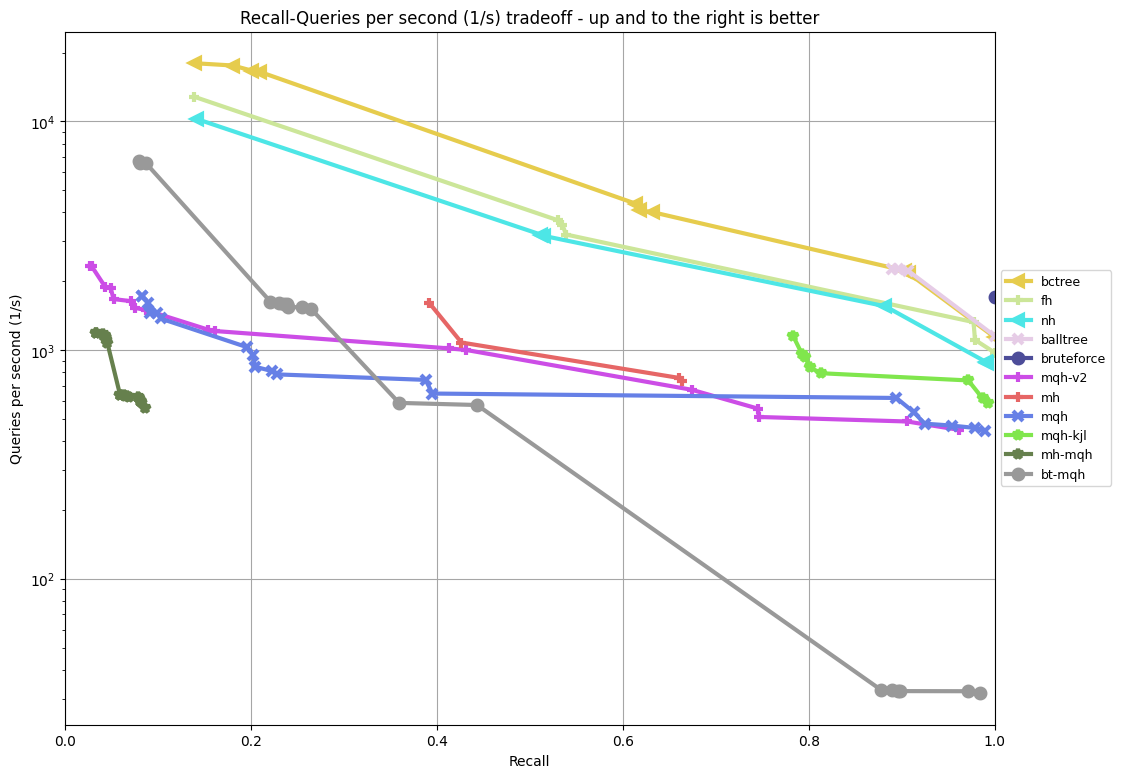 Recall-Queries per second (1/s) tradeoff - up and to the right is better
Queries per second (1/s)
10^4
10^3
10^2
0.0 0.2 0.4 0.6 0.8 1.0
Recall
bctree
fh
nh
balltree
bruteforce
mqh-v2
mh
mqh
mqh-kjl
mh-mqh
bt-mqh